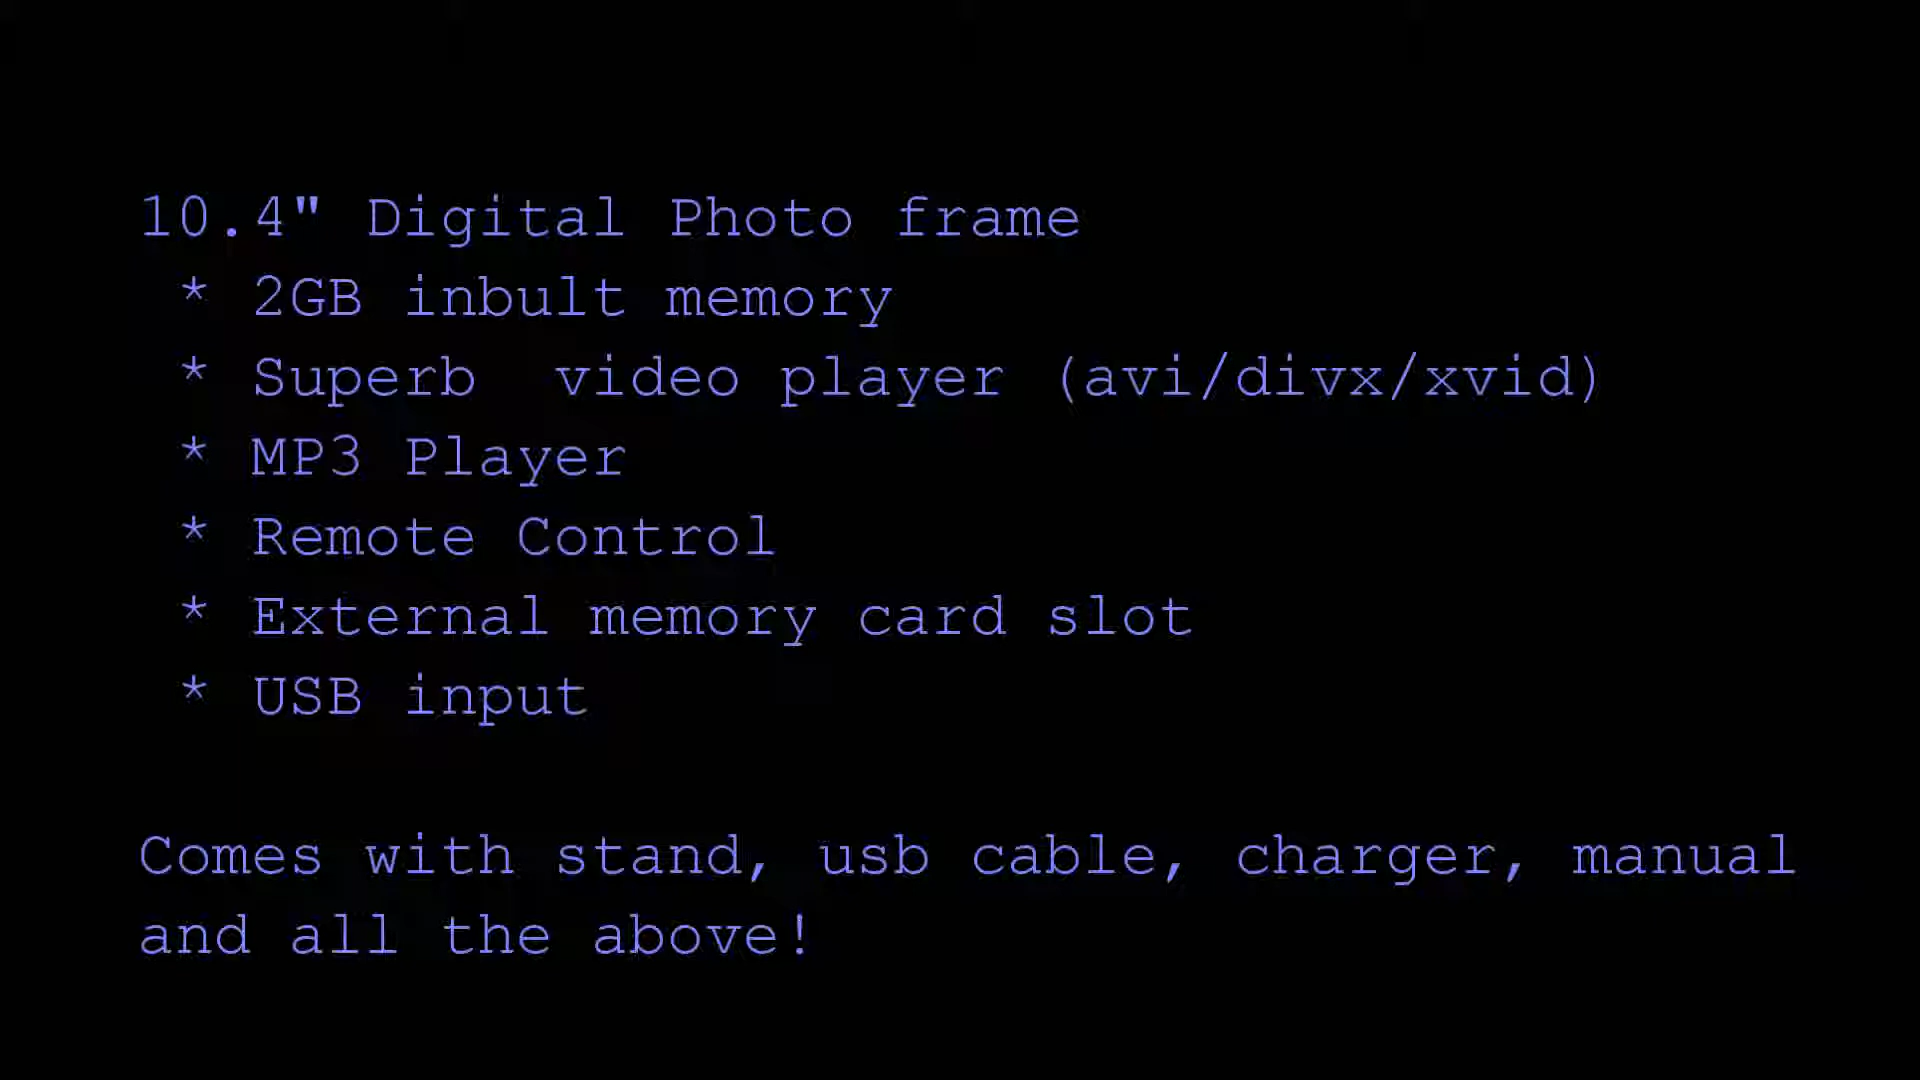 10.4" Digital Photo frame
* 2GB inbult memory
* Superb  video player (avi/divx/xvid)
* MP3 Player
* Remote Control
* External memory card slot
* USB input
Comes with stand, usb cable, charger, manual
and all the above!